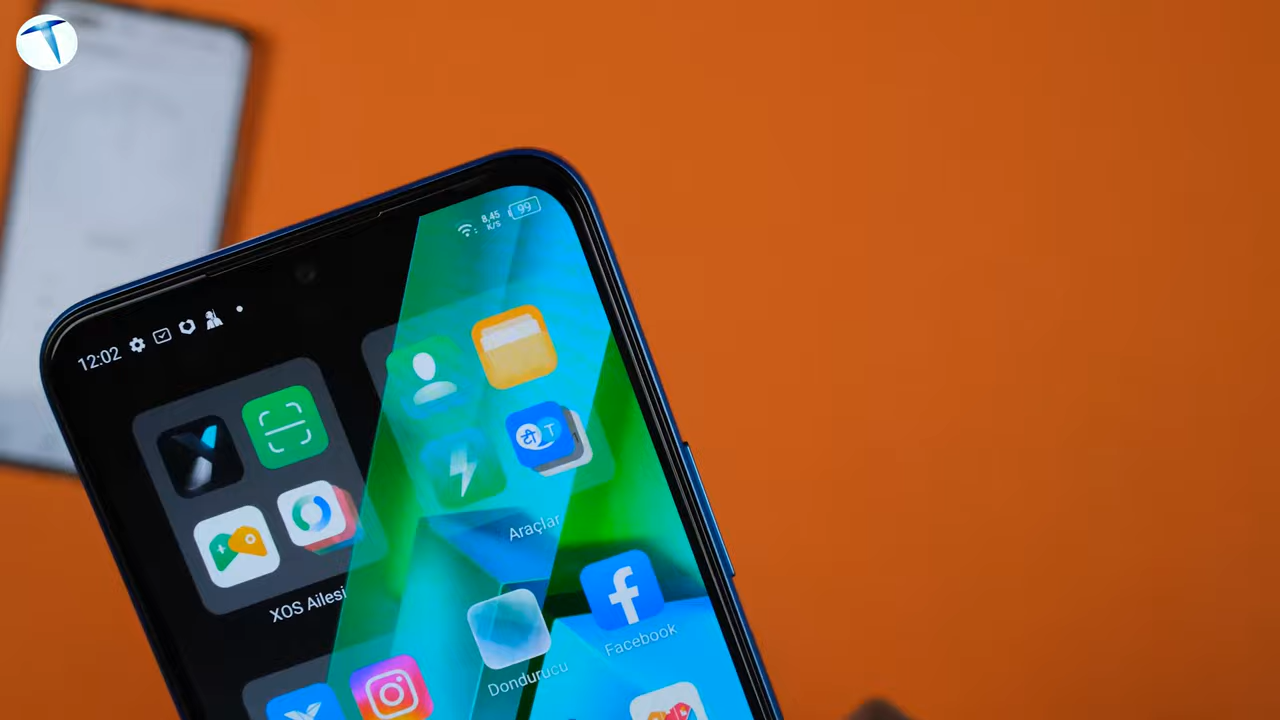 12:02
8,45
K/S
99
Araçlar
XOS Ailesi
Facebook
Dondurucu